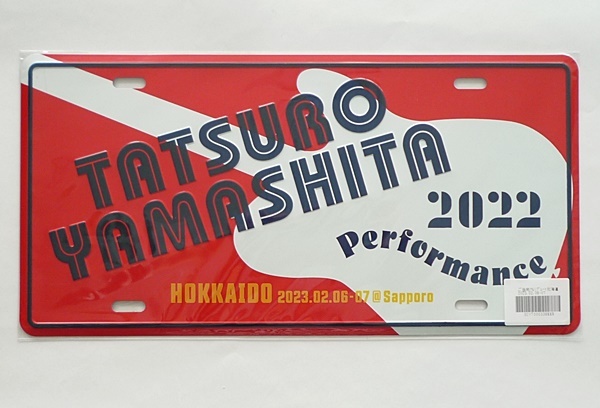 TATSURO
YAMASHITA
2022
Performance
HOKKAIDO 2023.02.06-07@Sapporo